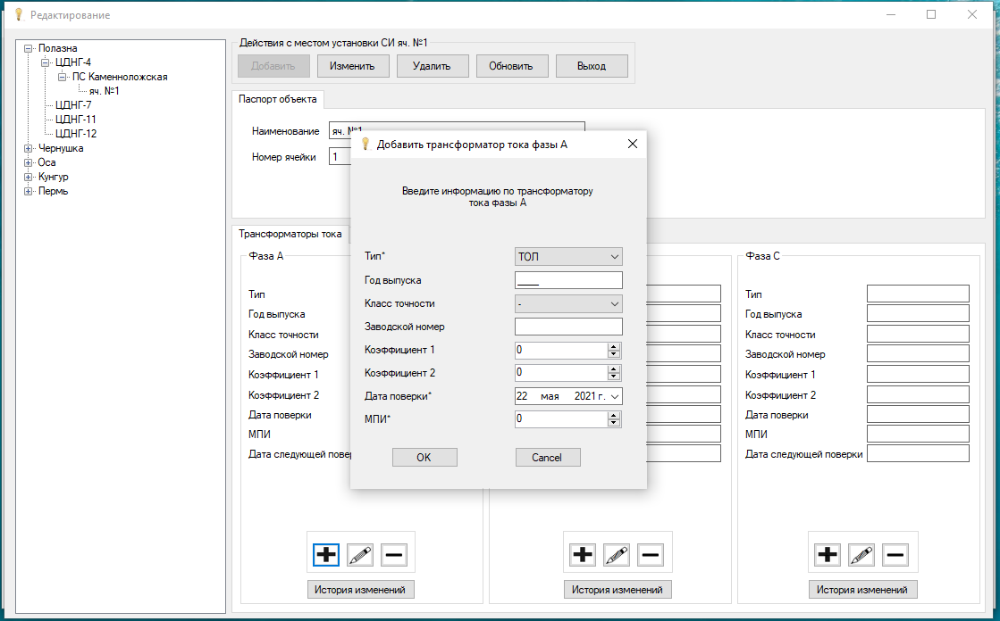 Редактирование
Полазна
ЦДНГ-4
ПС Каменноложская
яч. №1
ЦДНГ-7
ЦДНГ-11
ЦДНГ-12
Чернушка
Оса
Кунгур
Пермь
Действия с местом установки СИ яч. №1
Добавить
Изменить
Удалить
Обновить
Выход
Паспорт объекта
Наименование
яч. №1
Номер ячейки
1
Трансформаторы тока
Фаза А
Тип
Год выпуска
Класс точности
Заводской номер
Коэффициент 1
Коэффициент 2
Дата поверки
МПИ
Дата следующей повер
История изменений
Добавить трансформатор тока фазы А
Введите информацию по трансформатору
тока фазы А
Тип*
ТОЛ
Год выпуска
____
Класс точности
-
Заводской номер
Коэффициент 1
0
Коэффициент 2
0
Дата поверки*
22 мая 2021 г.
МПИ*
0
OK
Cancel
История изменений
Фаза С
Тип
Год выпуска
Класс точности
Заводской номер
Коэффициент 1
Коэффициент 2
Дата поверки
МПИ
Дата следующей поверки
История изменений